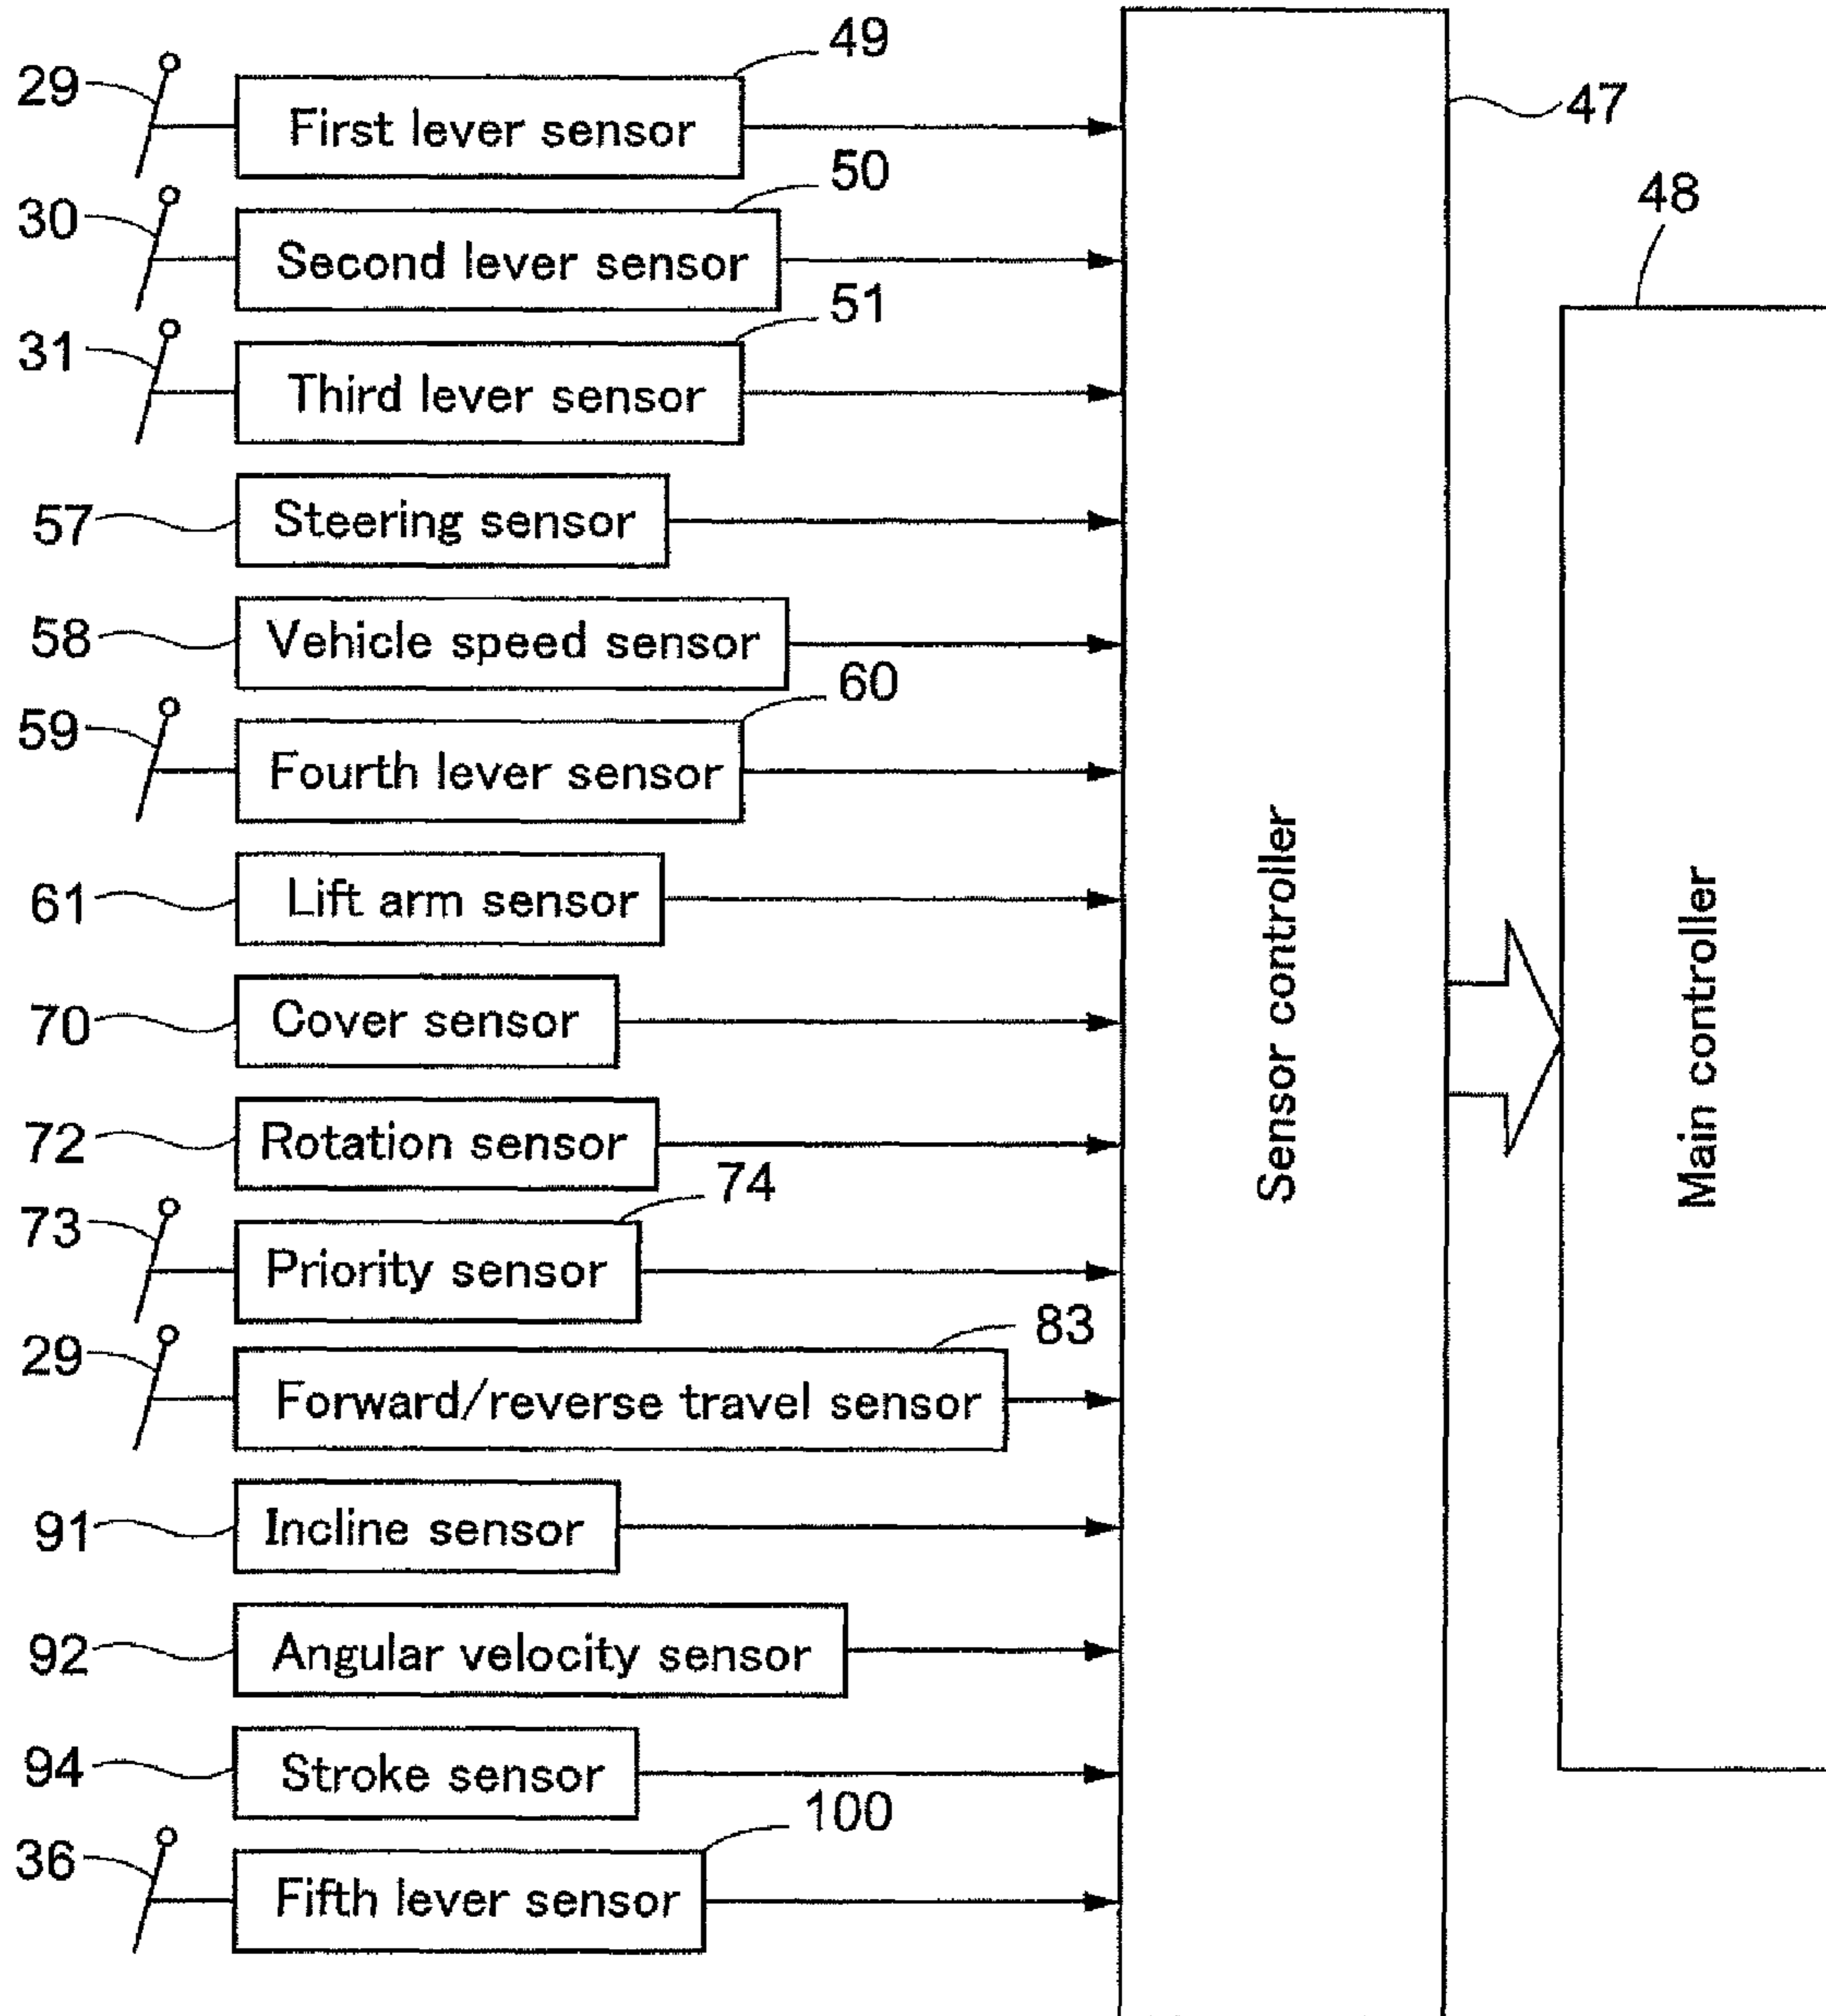 49
29
First lever sensor
47
50
30
Second lever sensor
48
51
31
Third lever sensor
57
Steering sensor
58
Vehicle speed sensor
60
59
Fourth lever sensor
61
Lift arm sensor
Sensor controller
Main controller
70
Cover sensor
72
Rotation sensor
74
73
Priority sensor
83
29
Forward/reverse travel sensor
91
Incline sensor
92
Angular velocity sensor
94
Stroke sensor
100
36
Fifth lever sensor